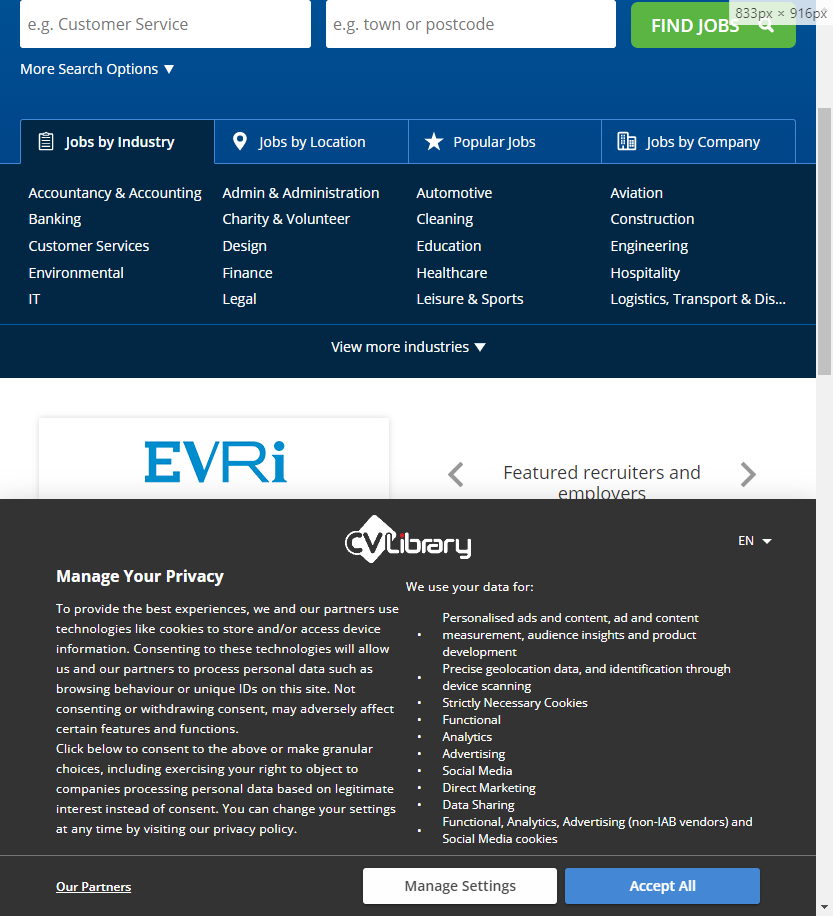 833px × 916px
e.g. Customer Service
e.g. town or postcode
FIND JOBS
More Search Options ▼
Jobs by Industry
Jobs by Location
Popular Jobs
Jobs by Company
Accountancy & Accounting
Admin & Administration
Automotive
Aviation
Banking
Charity & Volunteer
Cleaning
Construction
Customer Services
Design
Education
Engineering
Environmental
Finance
Healthcare
Hospitality
IT
Legal
Leisure & Sports
Logistics, Transport & Dis...
View more industries ▼
EVRi
Featured recruiters and
employers
CVLibrary
EN
Manage Your Privacy
To provide the best experiences, we and our partners use
technologies like cookies to store and/or access device
information. Consenting to these technologies will allow
us and our partners to process personal data such as
browsing behaviour or unique IDs on this site. Not
consenting or withdrawing consent, may adversely affect
certain features and functions.
Click below to consent to the above or make granular
choices, including exercising your right to object to
companies processing personal data based on legitimate
interest instead of consent. You can change your settings
at any time by visiting our privacy policy.
We use your data for:
• Personalised ads and content, ad and content
measurement, audience insights and product
development
• Precise geolocation data, and identification through
device scanning
• Strictly Necessary Cookies
• Functional
• Analytics
• Advertising
• Social Media
• Direct Marketing
• Data Sharing
• Functional, Analytics, Advertising (non-IAB vendors) and
Social Media cookies
Our Partners
Manage Settings
Accept All